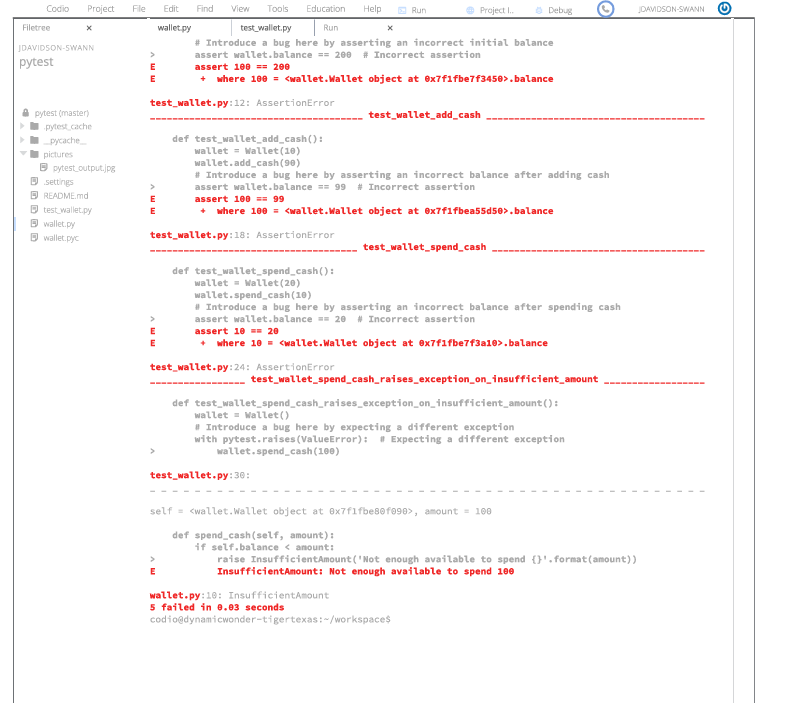 Codio Project File Edit Find View Tools Education Help Run Project I.. Debug JDAVIDSON-SWANN
Filetree x wallet.py test_wallet.py Run x
JDAVIDSON-SWANN
pytest
pytest (master)
.pytest_cache
__pycache__
pictures
pytest_output.jpg
.settings
README.md
test_wallet.py
wallet.py
wallet.pyc
# Introduce a bug here by asserting an incorrect initial balance
> assert wallet.balance == 200 # Incorrect assertion
E assert 100 == 200
E + where 100 = <wallet.Wallet object at 0x7f1fbe7f3450>.balance
test_wallet.py:12: AssertionError
____________________________________ test_wallet_add_cash ____________________________________
def test_wallet_add_cash():
wallet = Wallet(10)
wallet.add_cash(90)
# Introduce a bug here by asserting an incorrect balance after adding cash
> assert wallet.balance == 99 # Incorrect assertion
E assert 100 == 99
E + where 100 = <wallet.Wallet object at 0x7f1fbea55d50>.balance
test_wallet.py:18: AssertionError
___________________________________ test_wallet_spend_cash ___________________________________
def test_wallet_spend_cash():
wallet = Wallet(20)
wallet.spend_cash(10)
# Introduce a bug here by asserting an incorrect balance after spending cash
> assert wallet.balance == 20 # Incorrect assertion
E assert 10 == 20
E + where 10 = <wallet.Wallet object at 0x7f1fbe7f3a10>.balance
test_wallet.py:24: AssertionError
________________ test_wallet_spend_cash_raises_exception_on_insufficient_amount ________________
def test_wallet_spend_cash_raises_exception_on_insufficient_amount():
wallet = Wallet()
# Introduce a bug here by expecting a different exception
with pytest.raises(ValueError): # Expecting a different exception
> wallet.spend_cash(100)
test_wallet.py:30:
_ _ _ _ _ _ _ _ _ _ _ _ _ _ _ _ _ _ _ _ _ _ _ _ _ _ _ _ _ _ _ _ _ _ _ _ _ _ _ _ _ _ _ _ _ _ _ _ _ _
self = <wallet.Wallet object at 0x7f1fbe80f090>, amount = 100
def spend_cash(self, amount):
if self.balance < amount:
> raise InsufficientAmount('Not enough available to spend {}'.format(amount))
E InsufficientAmount: Not enough available to spend 100
wallet.py:10: InsufficientAmount
5 failed in 0.03 seconds
codio@dynamicwonder-tigertexas:~/workspace$